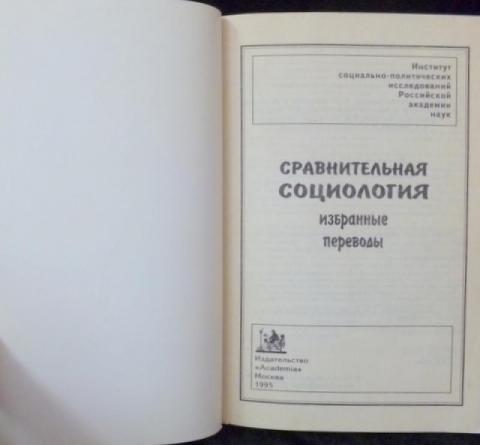 Институт
социально-политических
исследований
Российской
академии
наук
СРАВНИТЕЛЬНАЯ
СОЦИОЛОГИЯ
избранные
переводы
Издательство
«Academia»
Москва
1995